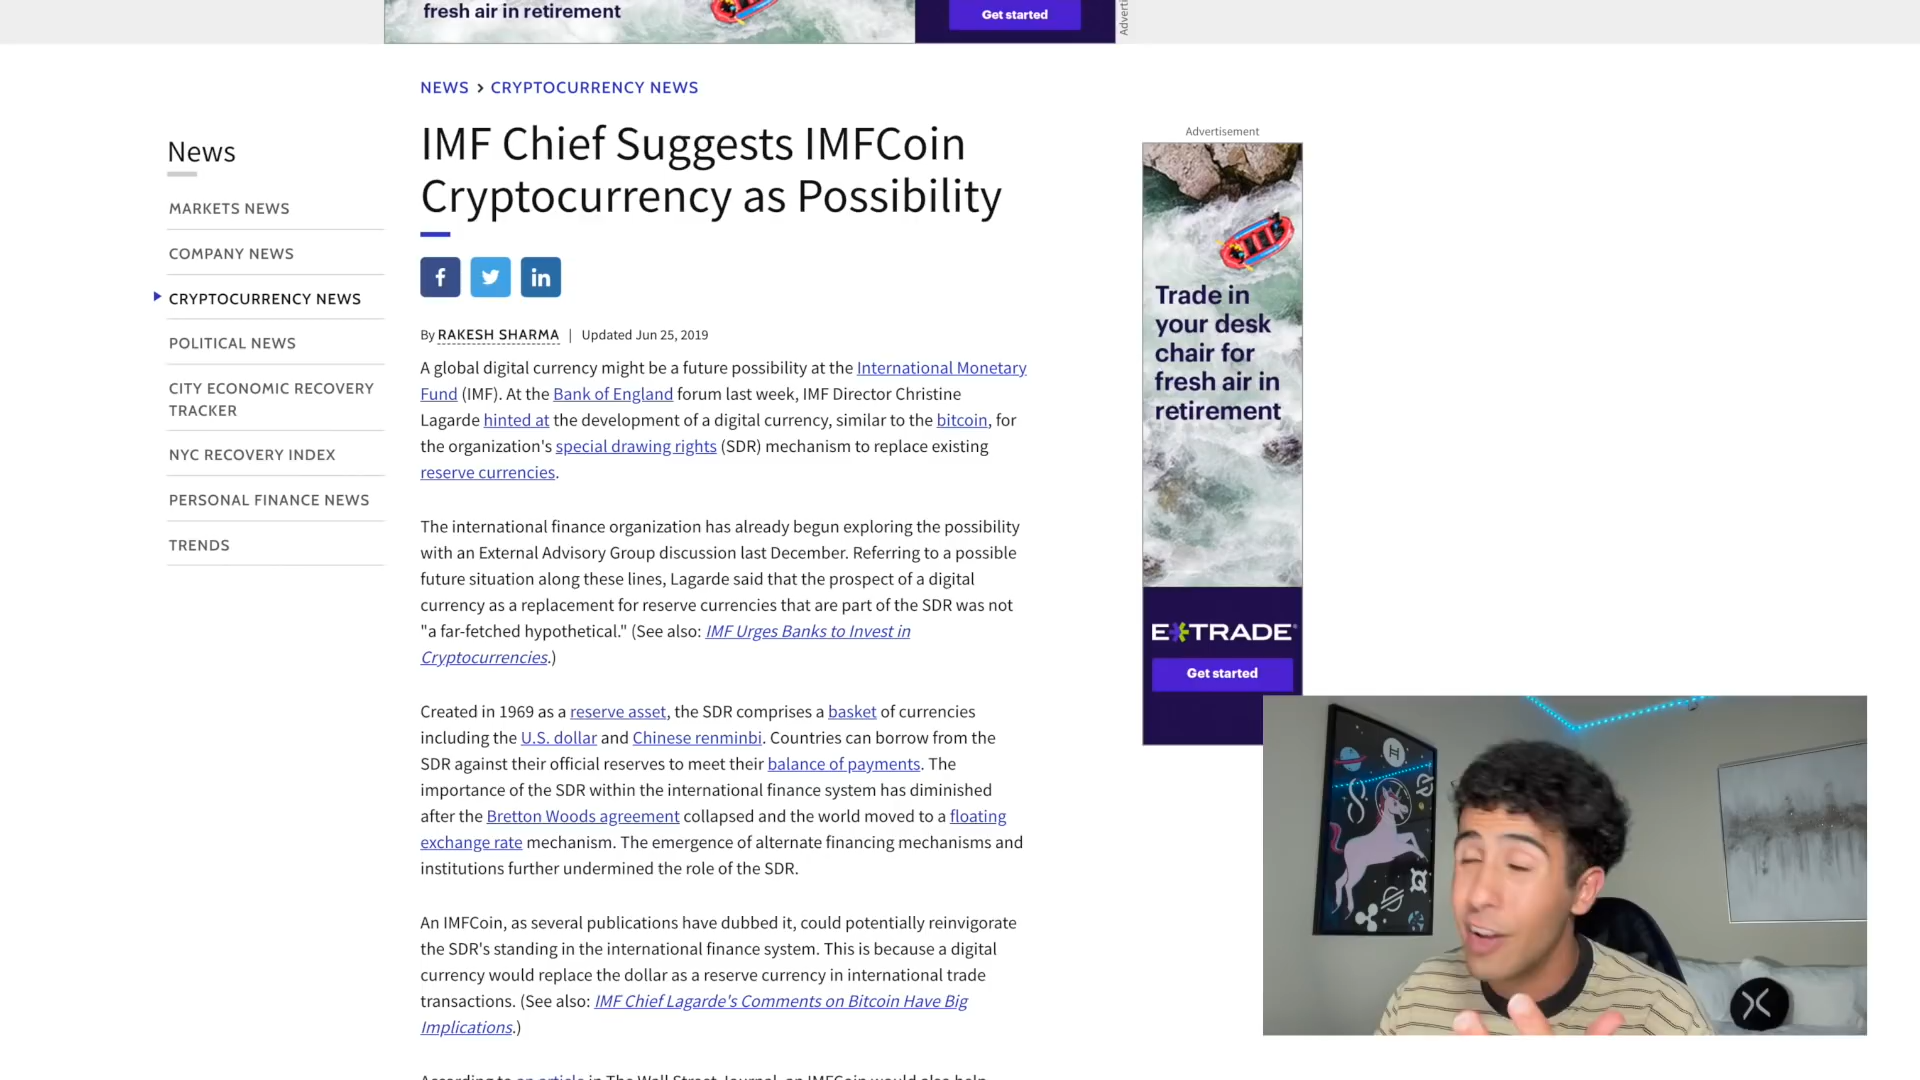 fresh air in retirement
Get started
NEWS > CRYPTOCURRENCY NEWS
IMF Chief Suggests IMFCoin
Cryptocurrency as Possibility
By RAKESH SHARMA | Updated Jun 25, 2019
A global digital currency might be a future possibility at the International Monetary
Fund (IMF). At the Bank of England forum last week, IMF Director Christine
Lagarde hinted at the development of a digital currency, similar to the bitcoin, for
the organization's special drawing rights (SDR) mechanism to replace existing
reserve currencies.
The international finance organization has already begun exploring the possibility
with an External Advisory Group discussion last December. Referring to a possible
future situation along these lines, Lagarde said that the prospect of a digital
currency as a replacement for reserve currencies that are part of the SDR was not
"a far-fetched hypothetical." (See also: IMF Urges Banks to Invest in
Cryptocurrencies.)
Created in 1969 as a reserve asset, the SDR comprises a basket of currencies
including the U.S. dollar and Chinese renminbi. Countries can borrow from the
SDR against their official reserves to meet their balance of payments. The
importance of the SDR within the international finance system has diminished
after the Bretton Woods agreement collapsed and the world moved to a floating
exchange rate mechanism. The emergence of alternate financing mechanisms and
institutions further undermined the role of the SDR.
An IMFCoin, as several publications have dubbed it, could potentially reinvigorate
the SDR's standing in the international finance system. This is because a digital
currency would replace the dollar as a reserve currency in international trade
transactions. (See also: IMF Chief Lagarde's Comments on Bitcoin Have Big
Implications.)
According to an article in The Wall Street Journal, an IMFCoin would also help
News
MARKETS NEWS
COMPANY NEWS
CRYPTOCURRENCY NEWS
POLITICAL NEWS
CITY ECONOMIC RECOVERY
TRACKER
NYC RECOVERY INDEX
PERSONAL FINANCE NEWS
TRENDS
Advertisement
Trade in
your desk
chair for
fresh air in
retirement
E*TRADE
Get started